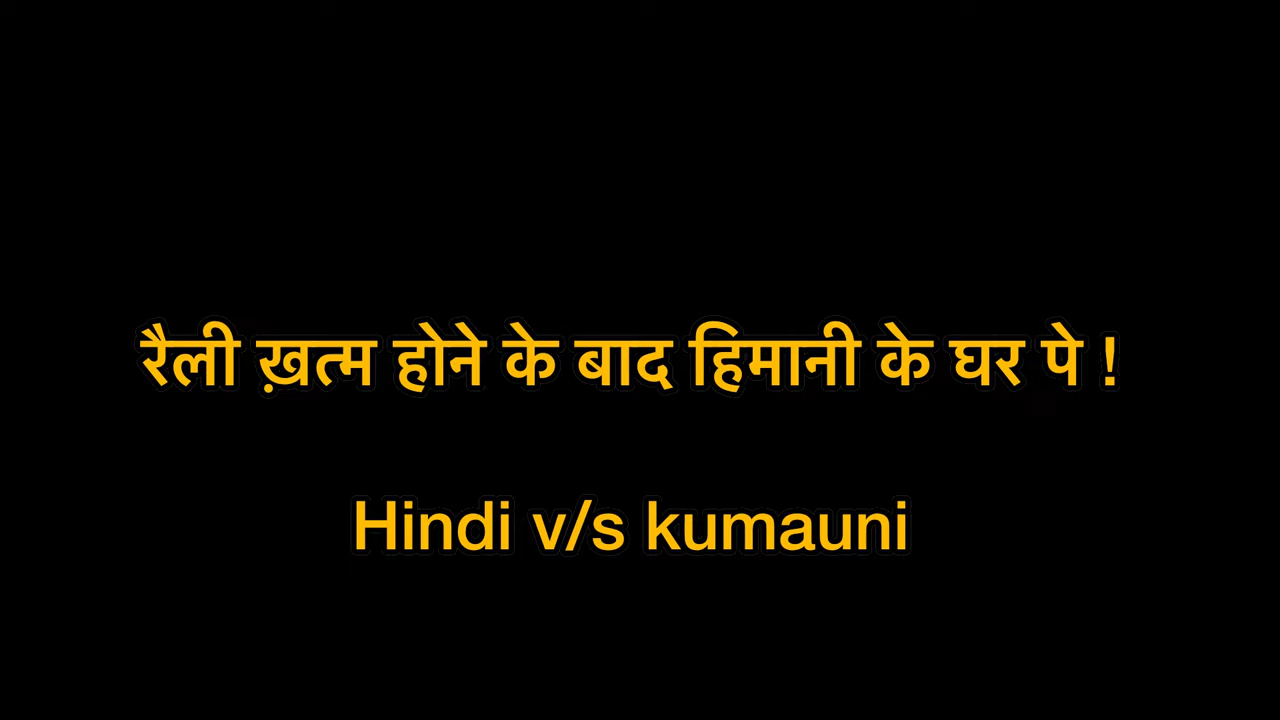 रैली ख़त्म होने के बाद हिमानी के घर पे !
Hindi v/s kumauni